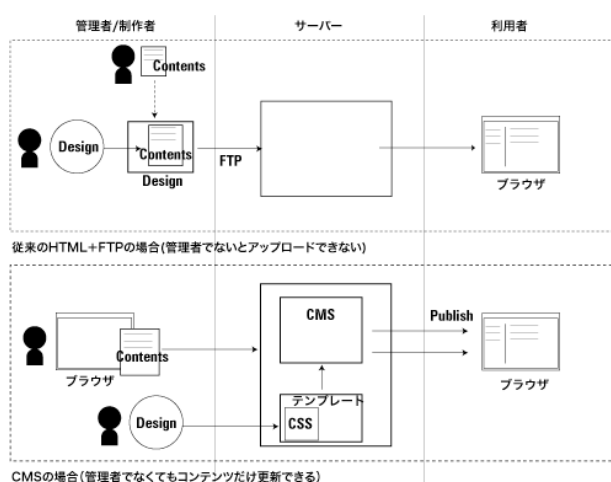 管理者/制作者
サーバー
利用者
Contents
Design
Contents
Design
FTP
ブラウザ
従来のHTML+FTPの場合(管理者でないとアップロードできない)
Contents
ブラウザ
Design
CMS
テンプレート
CSS
Publish
ブラウザ
CMSの場合(管理者でなくてもコンテンツだけ更新できる)